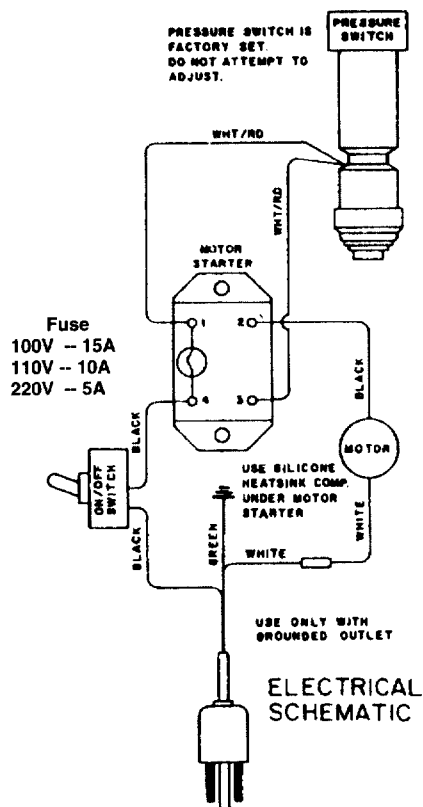 PRESSURE SWITCH IS
FACTORY SET.
DO NOT ATTEMPT TO
ADJUST.
PRESSURE
SWITCH
WHT/RD
WHT/RD
MOTOR
STARTER
1
2
4
3
Fuse
100V -- 15A
110V -- 10A
220V -- 5A
BLACK
BLACK
MOTOR
ON/OFF
SWITCH
USE SILICONE
HEATSINK COMP.
UNDER MOTOR
STARTER
BLACK
GREEN
WHITE
WHITE
USE ONLY WITH
GROUNDED OUTLET
ELECTRICAL
SCHEMATIC